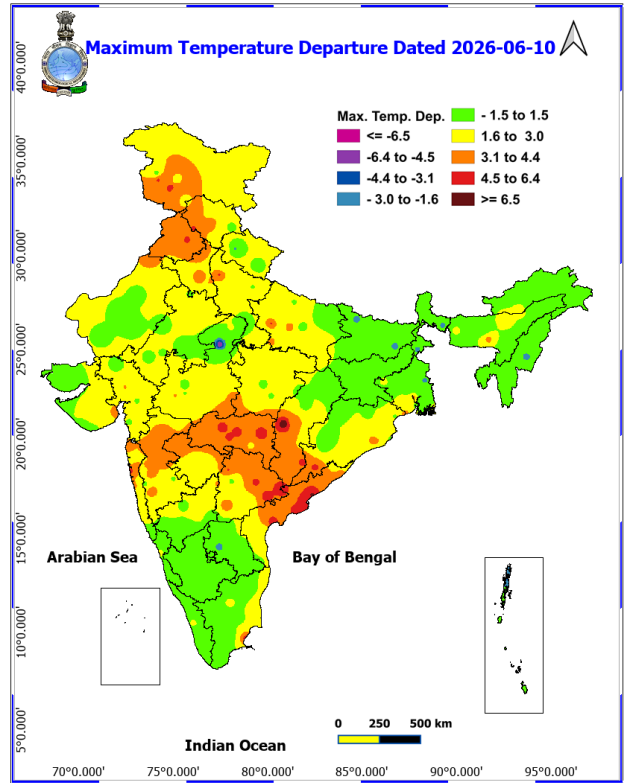 Maximum Temperature Departure Dated 2026-06-10
40°0.000'
35°0.000'
30°0.000'
25°0.000'
20°0.000'
15°0.000'
10°0.000'
5°0.000'
Max. Temp. Dep.
<= -6.5
-6.4 to -4.5
-4.4 to -3.1
- 3.0 to -1.6
- 1.5 to 1.5
1.6 to 3.0
3.1 to 4.4
4.5 to 6.4
>= 6.5
Arabian Sea
Bay of Bengal
Indian Ocean
0 250 500 km
70°0.000' 75°0.000' 80°0.000' 85°0.000' 90°0.000' 95°0.000'